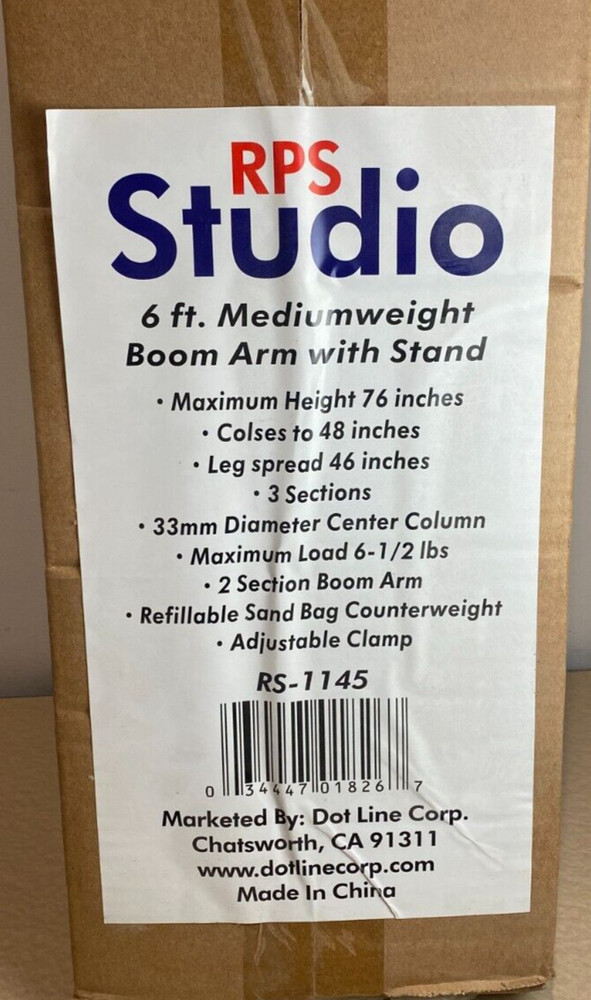 RPS
Studio
6 ft. Mediumweight
Boom Arm with Stand
• Maximum Height 76 inches
• Colses to 48 inches
• Leg spread 46 inches
• 3 Sections
• 33mm Diameter Center Column
• Maximum Load 6-1/2 lbs
• 2 Section Boom Arm
• Refillable Sand Bag Counterweight
• Adjustable Clamp
RS-1145
0 34447 01826 7
Marketed By: Dot Line Corp.
Chatsworth, CA 91311
www.dotlinecorp.com
Made In China